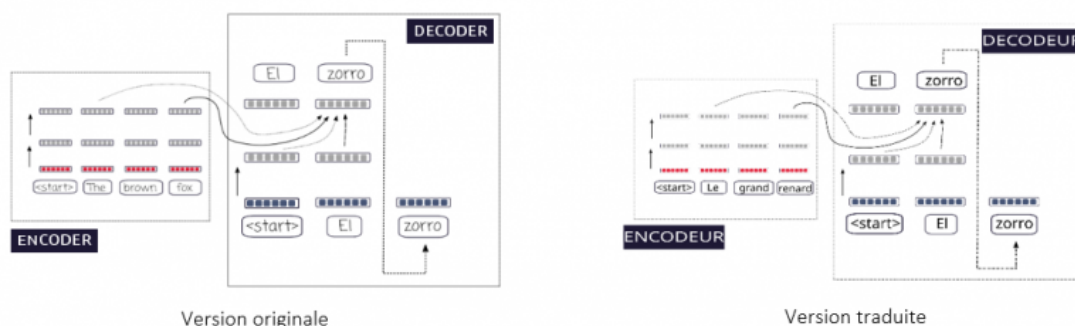 DECODER
El zorro
<start> The brown fox
ENCODER
<start> El zorro
Version originale
DECODEUR
El zorro
<start> Le grand renard
ENCODEUR
<start> El zorro
Version traduite